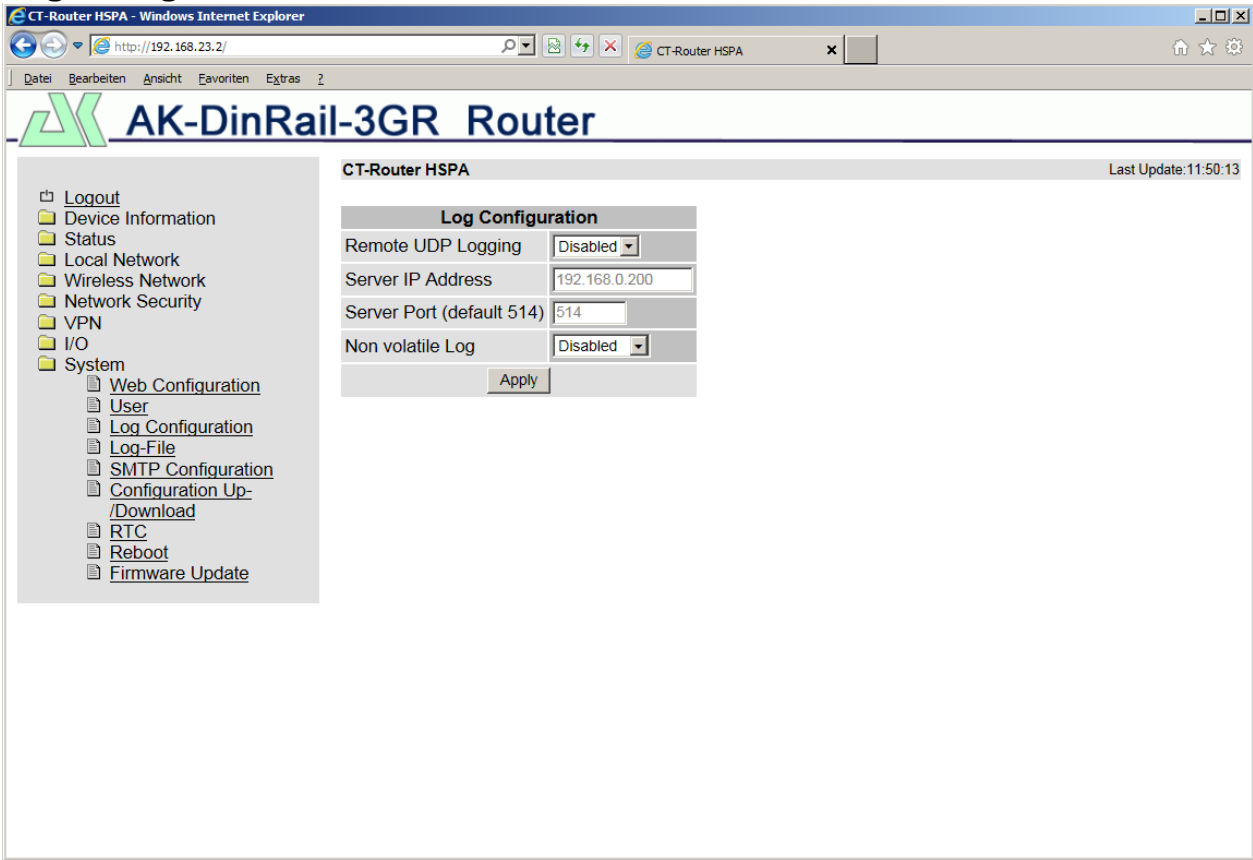 CT-Router HSPA - Windows Internet Explorer
http://192.168.23.2/
CT-Router HSPA
Datei Bearbeiten Ansicht Favoriten Extras ?
AK-DinRail-3GR Router
CT-Router HSPA
Last Update:11:50:13
Logout
Device Information
Status
Local Network
Wireless Network
Network Security
VPN
I/O
System
Web Configuration
User
Log Configuration
Log-File
SMTP Configuration
Configuration Up-
/Download
RTC
Reboot
Firmware Update
Log Configuration
Remote UDP Logging Disabled
Server IP Address 192.168.0.200
Server Port (default 514) 514
Non volatile Log Disabled
Apply